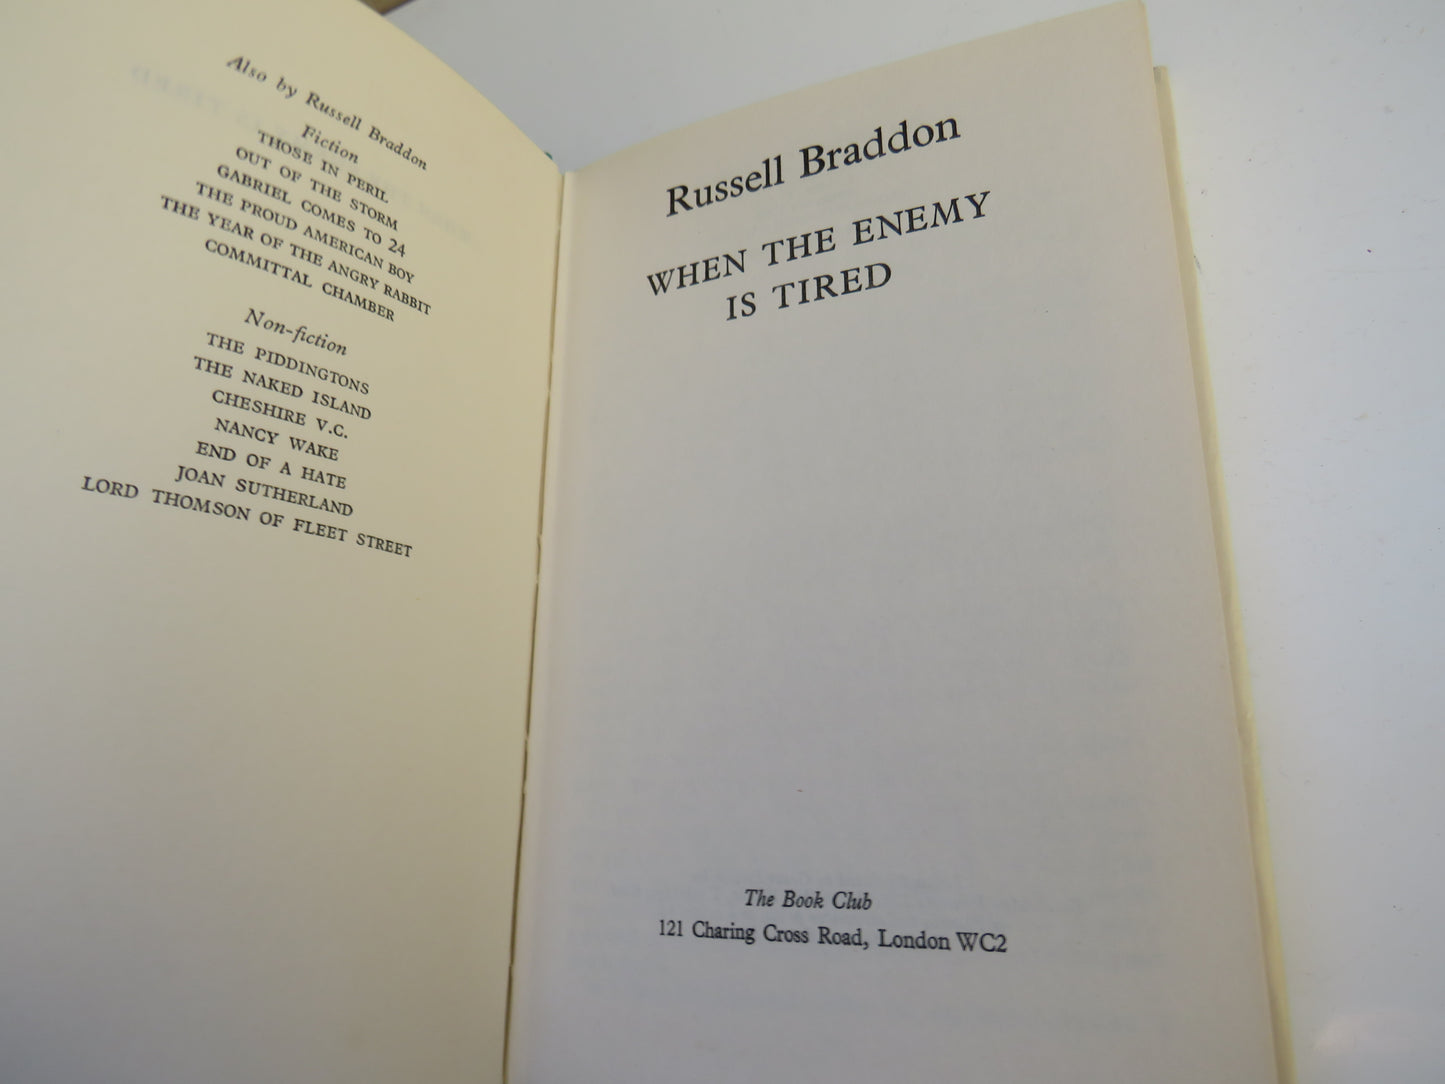 Also by Russell Braddon
Fiction
THOSE IN PERIL
OUT OF THE STORM
GABRIEL COMES TO 24
THE PROUD AMERICAN BOY
THE YEAR OF THE ANGRY RABBIT
COMMITTAL CHAMBER
Non-fiction
THE PIDDINGTONS
THE NAKED ISLAND
CHESHIRE V.C.
NANCY WAKE
END OF A HATE
JOAN SUTHERLAND
LORD THOMSON OF FLEET STREET
Russell Braddon
WHEN THE ENEMY
IS TIRED
The Book Club
121 Charing Cross Road, London WC2